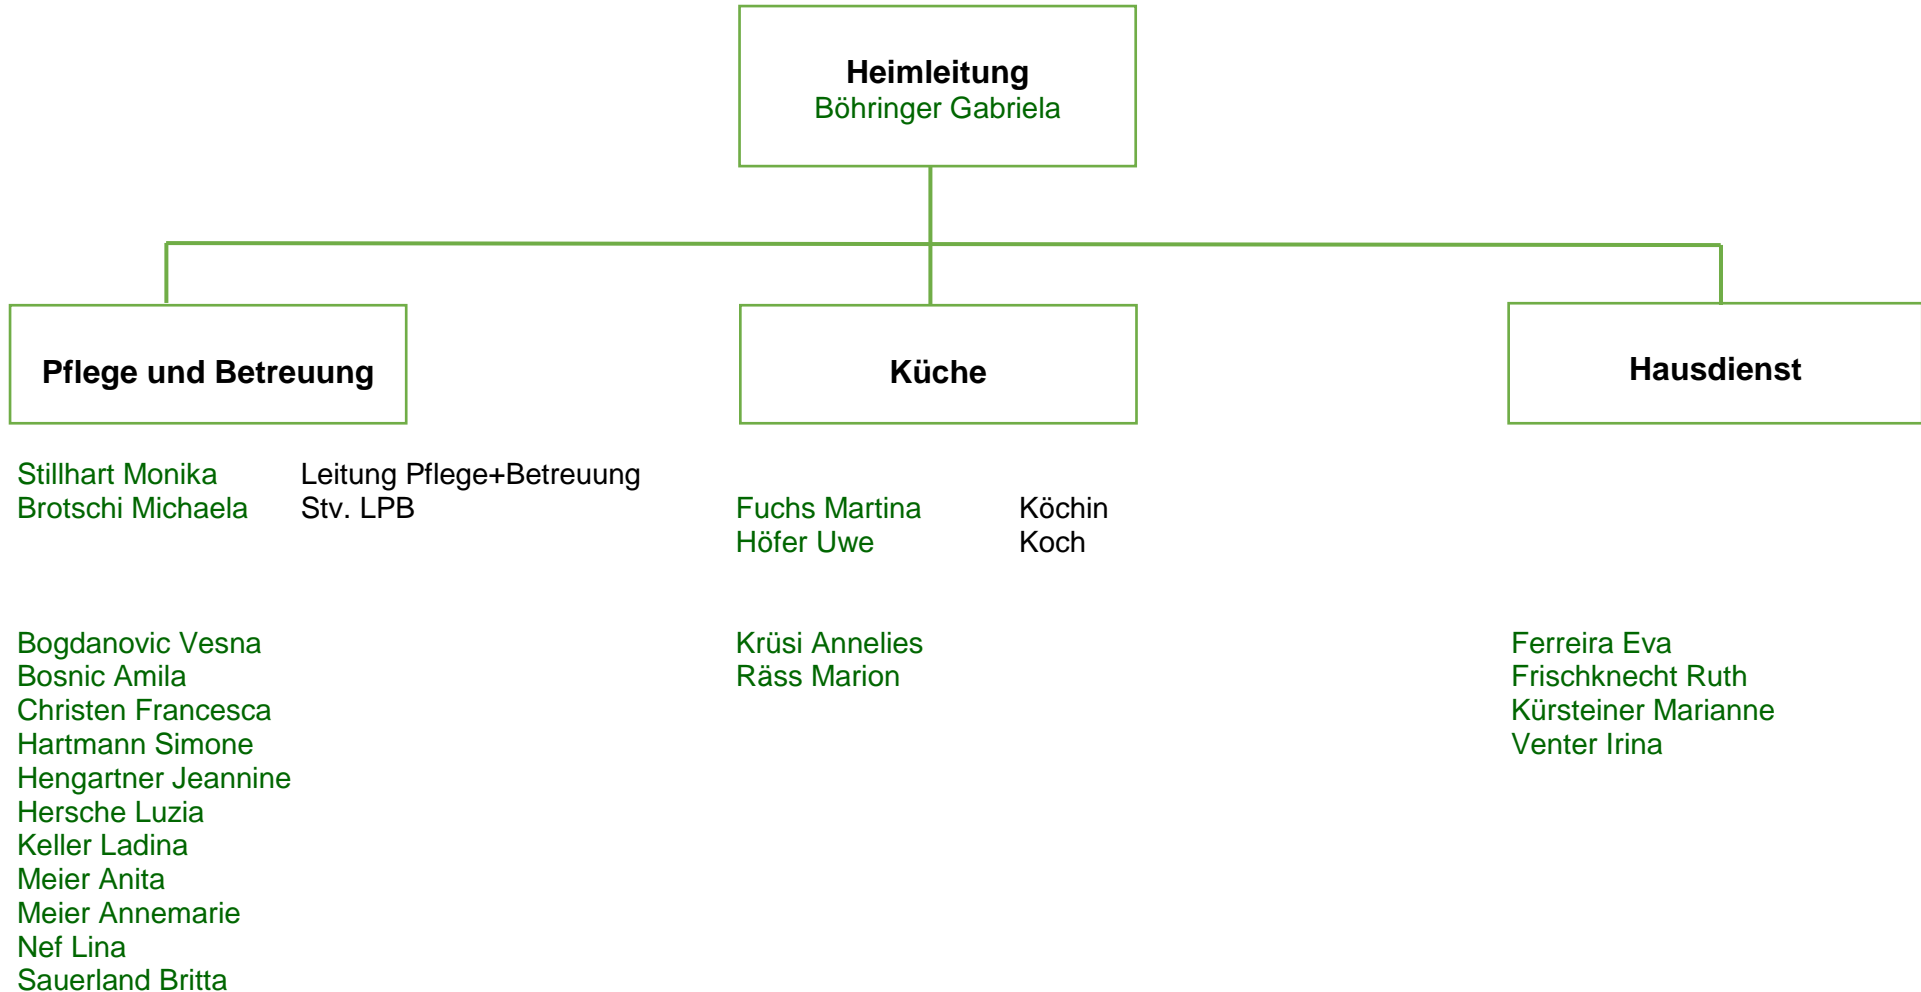 Heimleitung
Böhringer Gabriela
Pflege und Betreuung
Küche
Hausdienst
Stillhart Monika Leitung Pflege+Betreuung
Brotschi Michaela Stv. LPB
Fuchs Martina Köchin
Höfer Uwe Koch
Bogdanovic Vesna
Bosnic Amila
Christen Francesca
Hartmann Simone
Hengartner Jeannine
Hersche Luzia
Keller Ladina
Meier Anita
Meier Annemarie
Nef Lina
Sauerland Britta
Krüsi Annelies
Räss Marion
Ferreira Eva
Frischknecht Ruth
Kürsteiner Marianne
Venter Irina